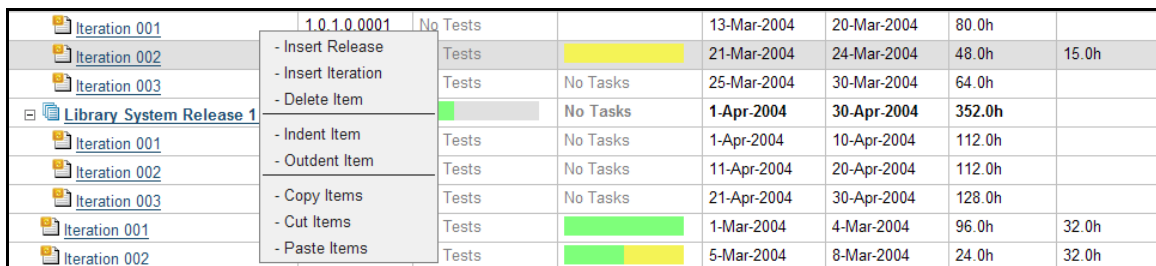 Iteration 001 1.0.1.0.0001 No Tests 13-Mar-2004 20-Mar-2004 80.0h
- Insert Release
Iteration 002 Tests 21-Mar-2004 24-Mar-2004 48.0h 15.0h
- Insert Iteration
Iteration 003 Tests No Tasks 25-Mar-2004 30-Mar-2004 64.0h
- Delete Item
Library System Release 1 No Tasks 1-Apr-2004 30-Apr-2004 352.0h
- Indent Item
Iteration 001 Tests No Tasks 1-Apr-2004 10-Apr-2004 112.0h
- Outdent Item
Iteration 002 Tests No Tasks 11-Apr-2004 20-Apr-2004 112.0h
- Copy Items
Iteration 003 Tests No Tasks 21-Apr-2004 30-Apr-2004 128.0h
- Cut Items
Iteration 001 Tests 1-Mar-2004 4-Mar-2004 96.0h 32.0h
- Paste Items
Iteration 002 Tests 5-Mar-2004 8-Mar-2004 24.0h 32.0h